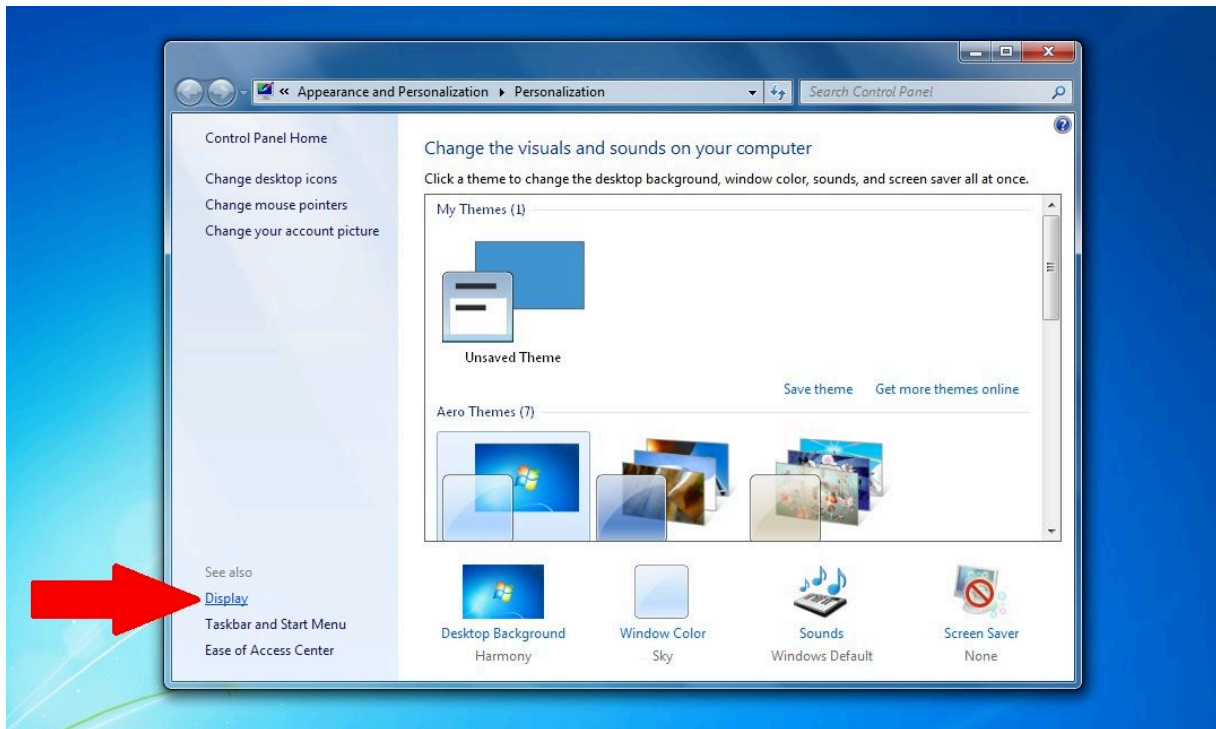 « Appearance and Personalization ▸ Personalization
Search Control Panel
Control Panel Home
Change desktop icons
Change mouse pointers
Change your account picture
See also
Display
Taskbar and Start Menu
Ease of Access Center
Change the visuals and sounds on your computer
Click a theme to change the desktop background, window color, sounds, and screen saver all at once.
My Themes (1)
Unsaved Theme
Save theme Get more themes online
Aero Themes (7)
Desktop Background
Harmony
Window Color
Sky
Sounds
Windows Default
Screen Saver
None